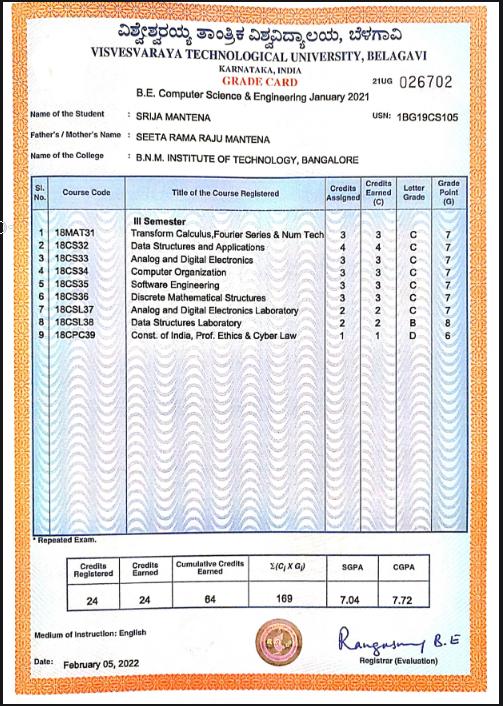 ವಿಶ್ವೇಶ್ವರಯ್ಯ ತಾಂತ್ರಿಕ ವಿಶ್ವವಿದ್ಯಾಲಯ, ಬೆಳಗಾವಿ
VISVESVARAYA TECHNOLOGICAL UNIVERSITY, BELAGAVI
KARNATAKA, INDIA
GRADE CARD 21UG 026702
B.E. Computer Science & Engineering January 2021
Name of the Student : SRIJA MANTENA USN: 1BG19CS105
Father's / Mother's Name : SEETA RAMA RAJU MANTENA
Name of the College : B.N.M. INSTITUTE OF TECHNOLOGY, BANGALORE
Sl. No. Course Code Title of the Course Registered Credits Assigned Credits Earned (C) Letter Grade Grade Point (G)
III Semester
1 18MAT31 Transform Calculus,Fourier Series & Num Tech 3 3 C 7
2 18CS32 Data Structures and Applications 4 4 C 7
3 18CS33 Analog and Digital Electronics 3 3 C 7
4 18CS34 Computer Organization 3 3 C 7
5 18CS35 Software Engineering 3 3 C 7
6 18CS36 Discrete Mathematical Structures 3 3 C 7
7 18CSL37 Analog and Digital Electronics Laboratory 2 2 C 7
8 18CSL38 Data Structures Laboratory 2 2 B 8
9 18CPC39 Const. of India, Prof. Ethics & Cyber Law 1 1 D 6
* Repeated Exam.
Credits Registered Credits Earned Cumulative Credits Earned Σ(Cj X Gj) SGPA CGPA
24 24 64 169 7.04 7.72
Medium of Instruction: English
B.E
Date: February 05, 2022 Registrar (Evaluation)